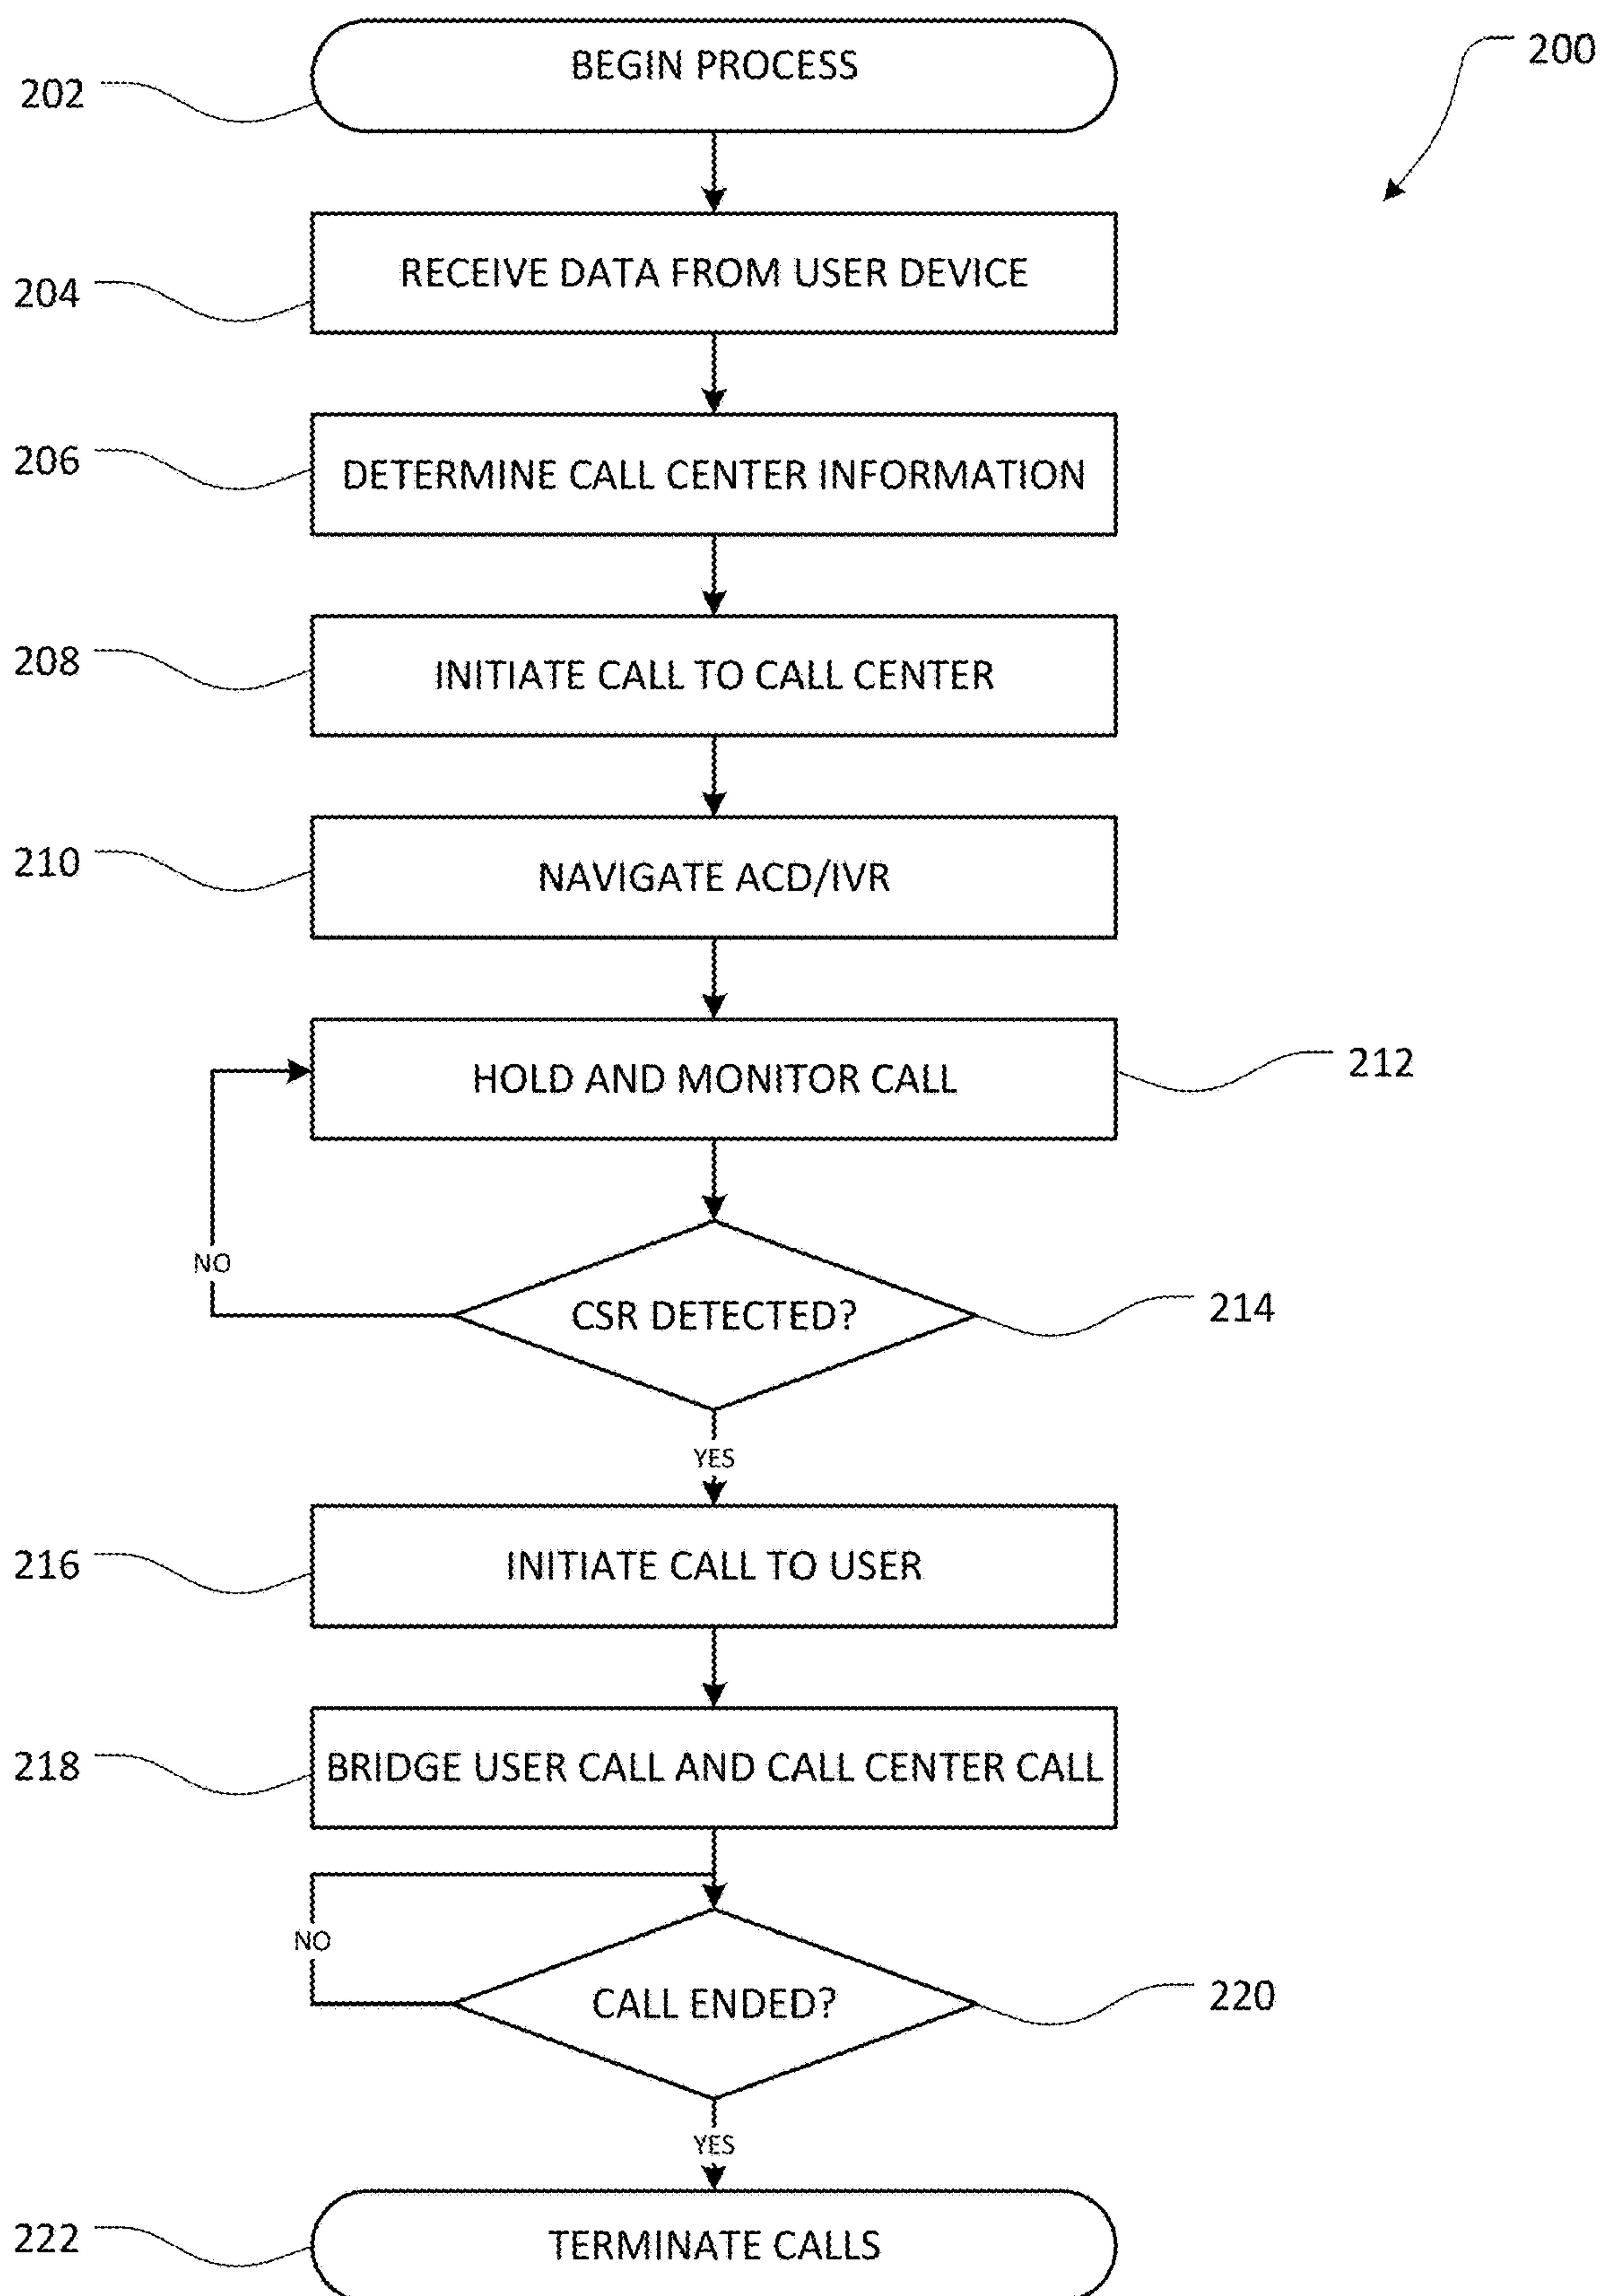 BEGIN PROCESS
200
202
RECEIVE DATA FROM USER DEVICE
204
DETERMINE CALL CENTER INFORMATION
206
INITIATE CALL TO CALL CENTER
208
NAVIGATE ACD/IVR
210
HOLD AND MONITOR CALL
212
NO
CSR DETECTED?
214
YES
INITIATE CALL TO USER
216
BRIDGE USER CALL AND CALL CENTER CALL
218
NO
CALL ENDED?
220
YES
TERMINATE CALLS
222